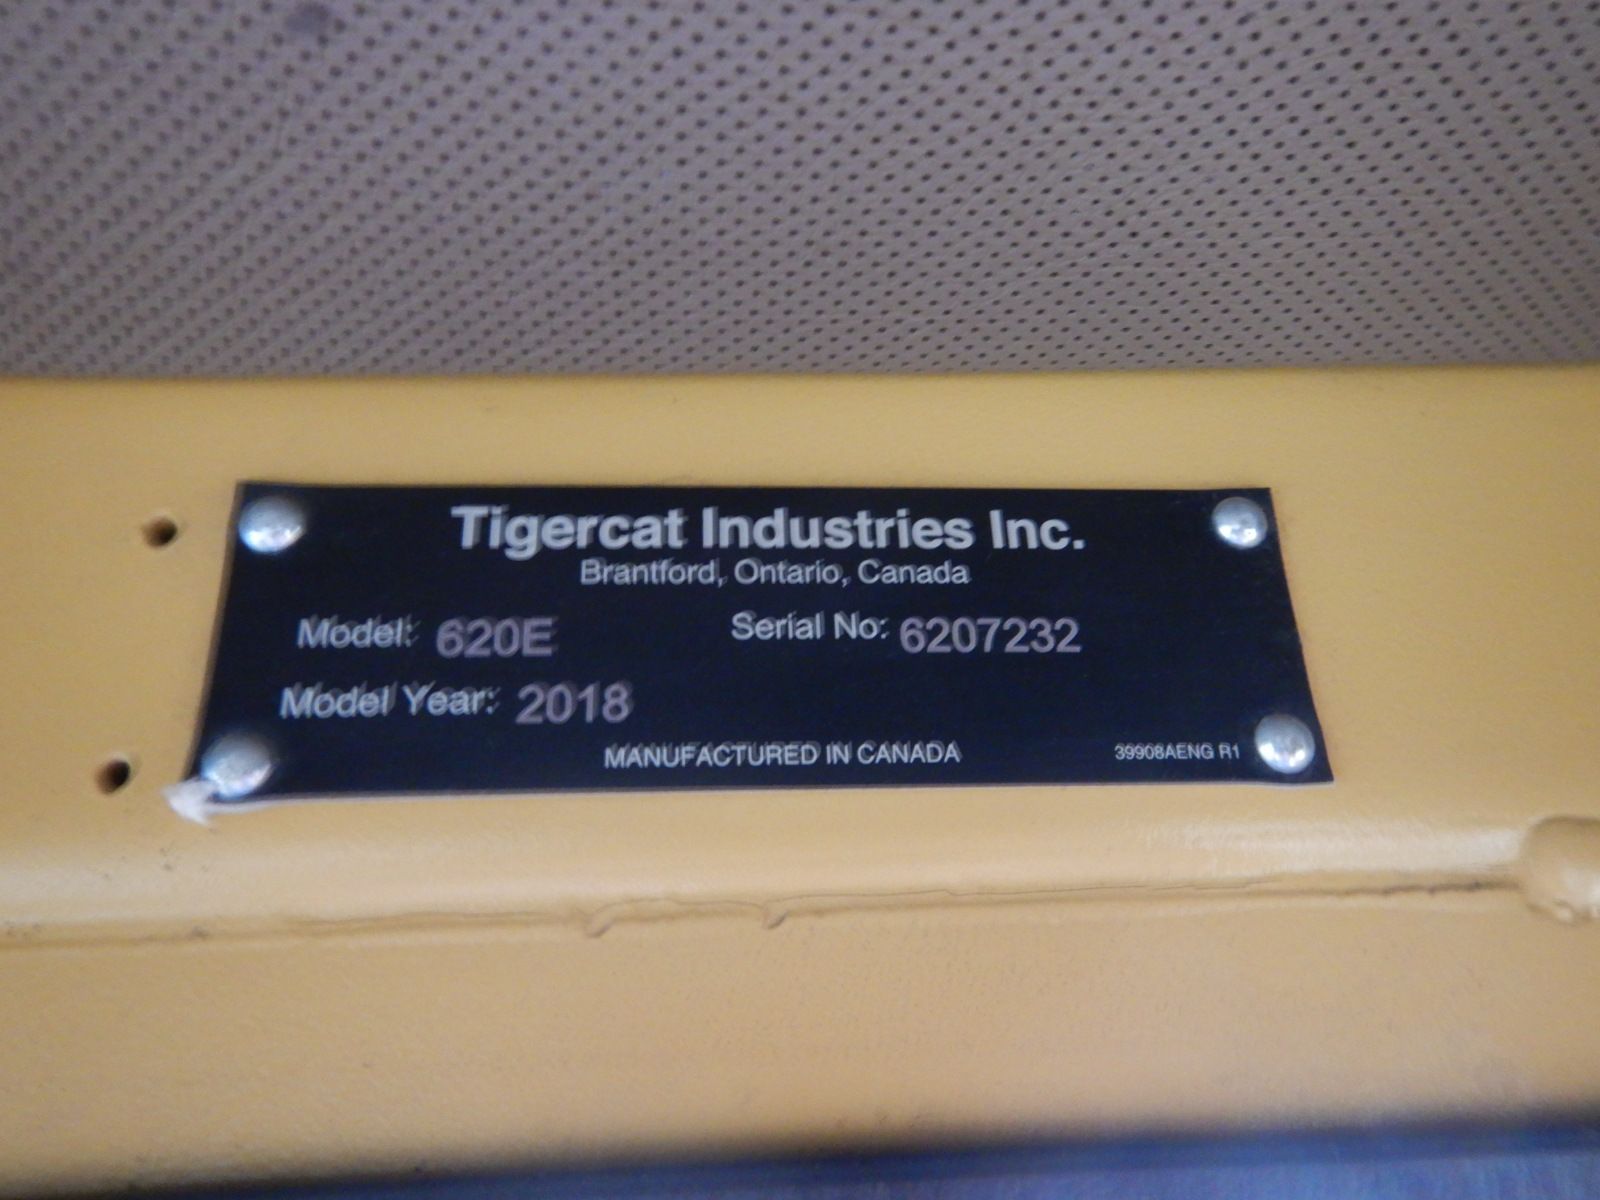 Tigercat Industries Inc.
Brantford, Ontario, Canada
Model: 620E Serial No: 6207232
Model Year: 2018
MANUFACTURED IN CANADA 39908AENG R1